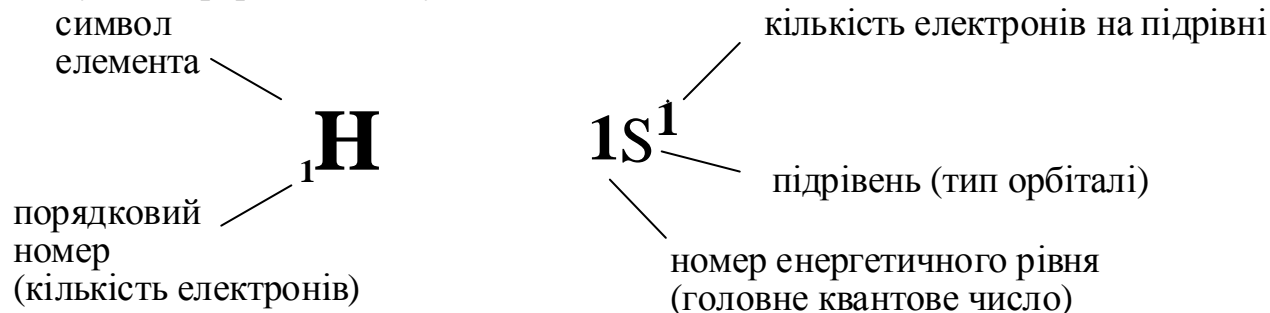 символ
елемента
₁H
порядковий
номер
(кількість електронів)
кількість електронів на підрівні
1S¹
підрівень (тип орбіталі)
номер енергетичного рівня
(головне квантове число)